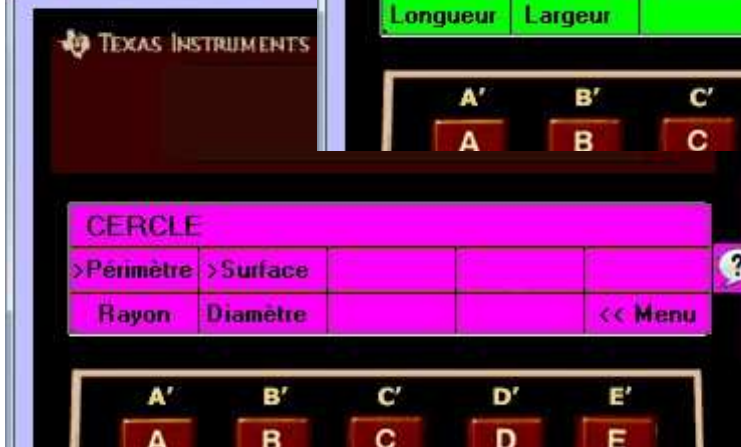 Longueur Largeur
TEXAS INSTRUMENTS
A' B' C'
A B C
CERCLE
>Périmètre >Surface
?
Rayon Diamètre << Menu
A' B' C' D' E'
A B C D E